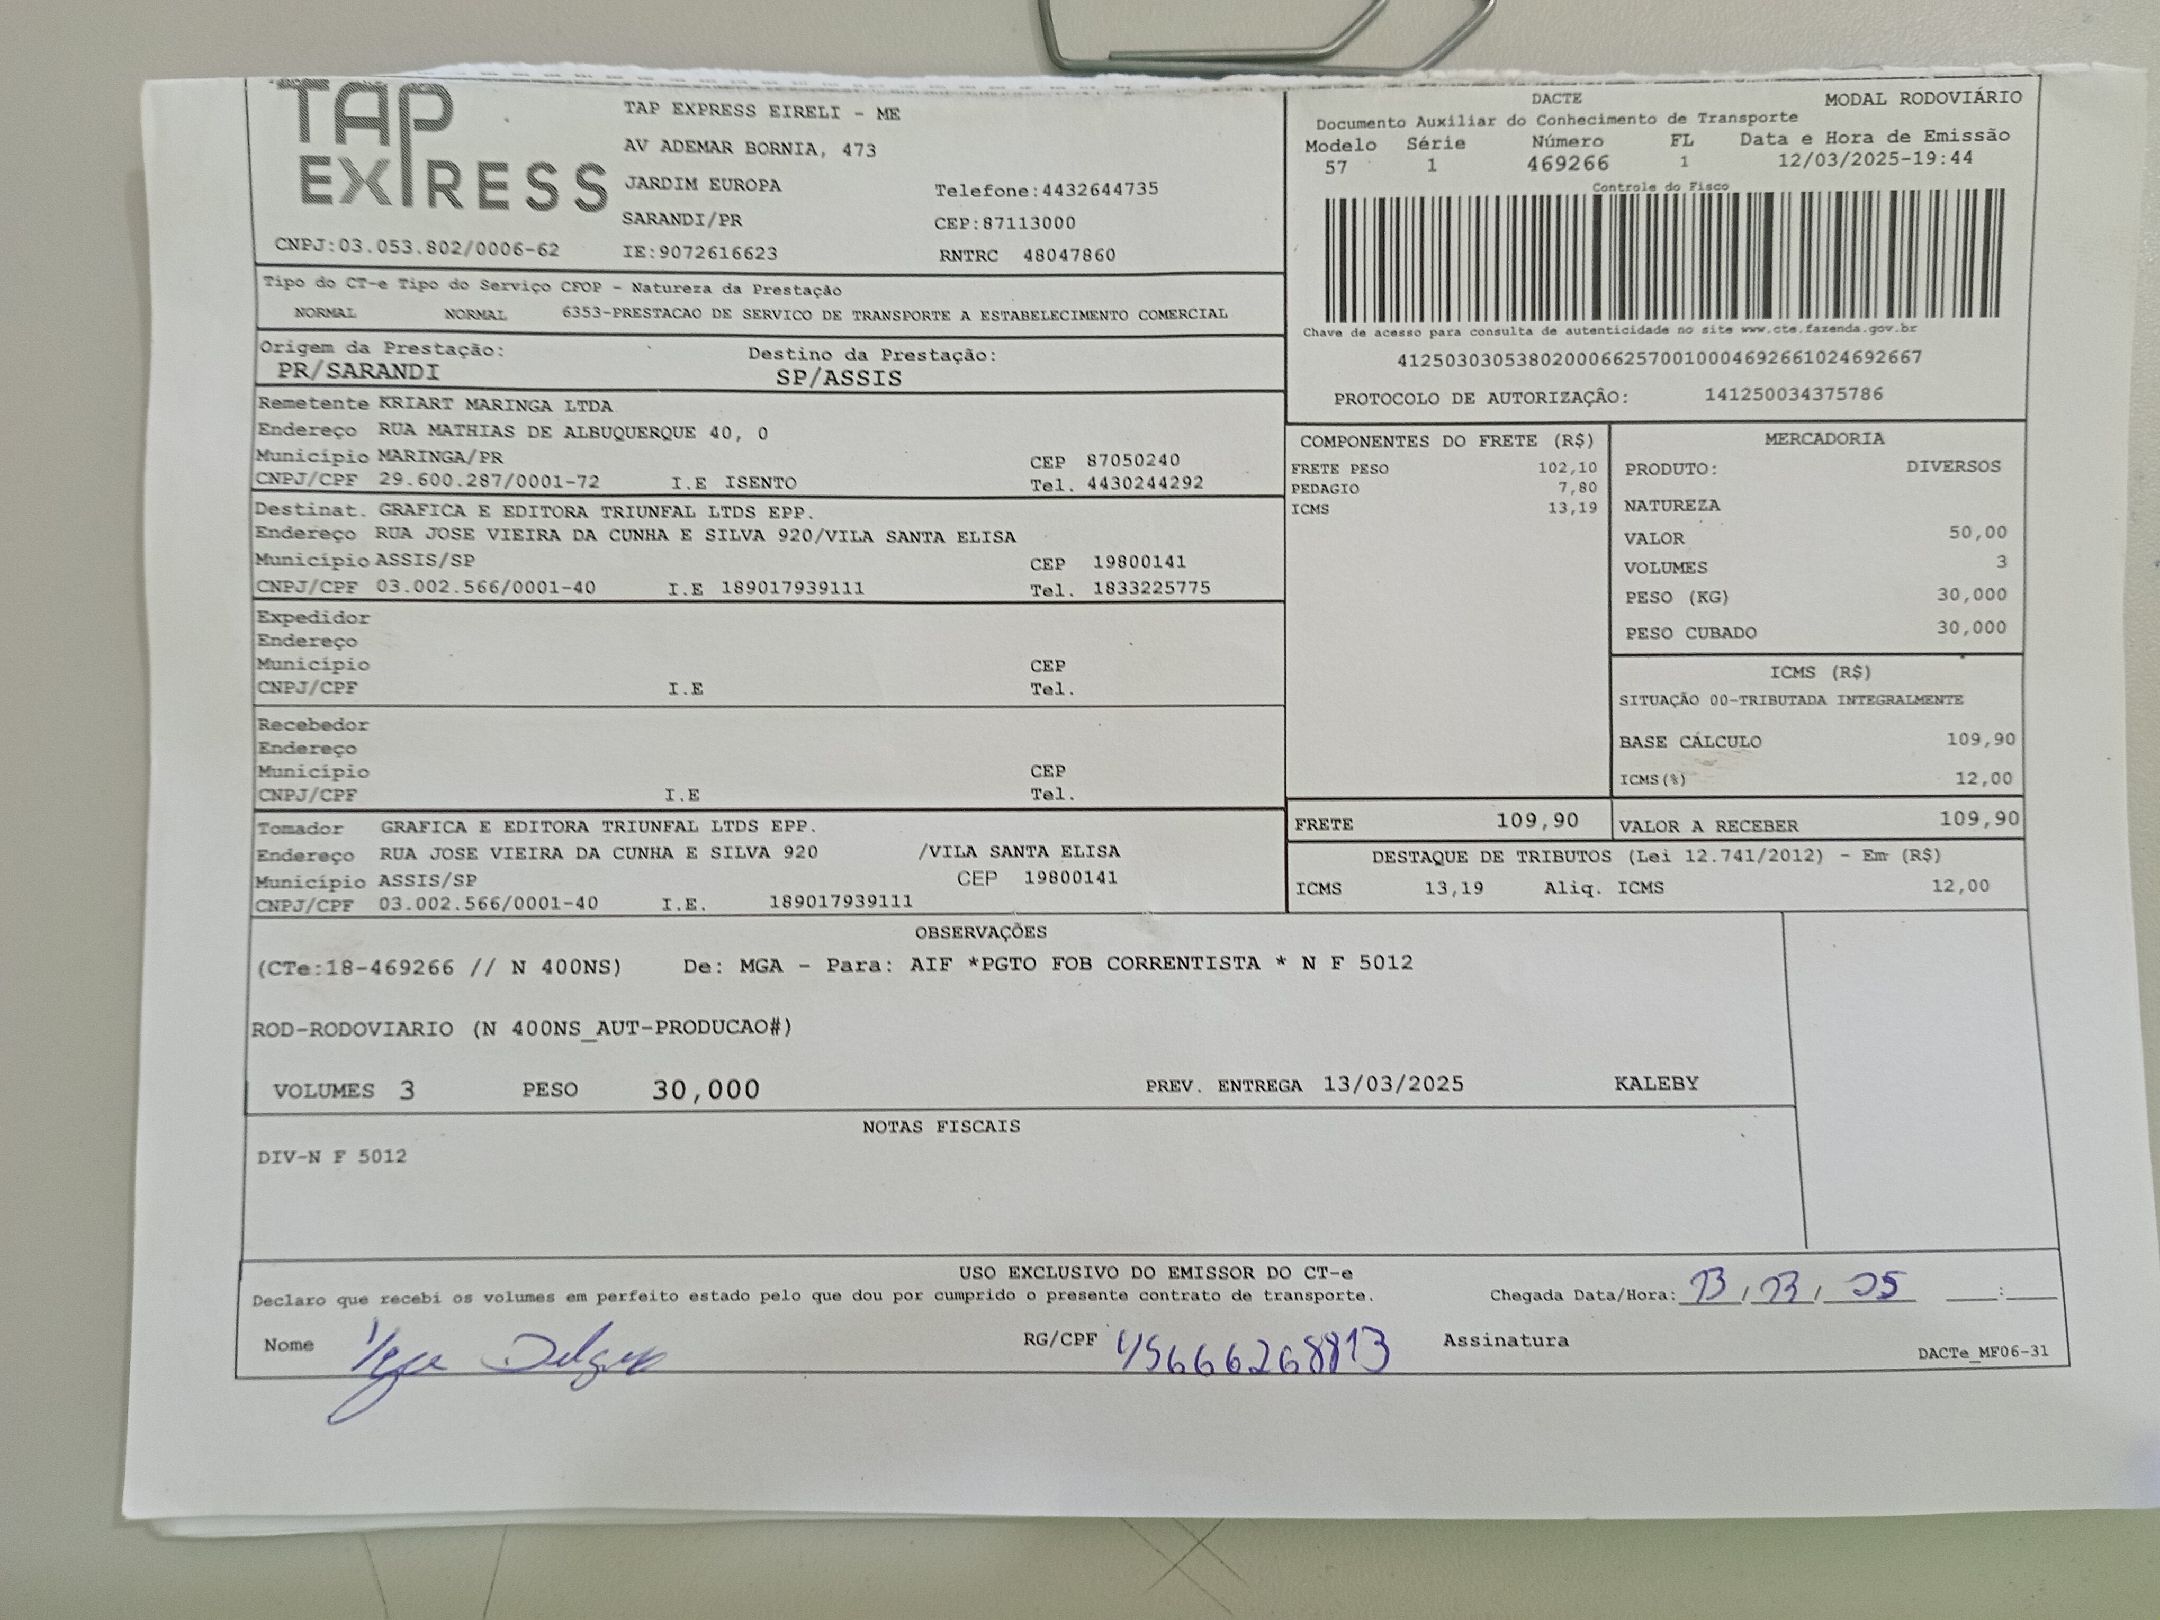 TAP
EXPRESS
TAP EXPRESS EIRELI - ME
AV ADEMAR BORNIA, 473
JARDIM EUROPA Telefone:4432644735
SARANDI/PR CEP:87113000
CNPJ:03.053.802/0006-62 IE:9072616623 RNTRC 48047860
DACTE MODAL RODOVIÁRIO
Documento Auxiliar do Conhecimento de Transporte
Modelo Série Número FL Data e Hora de Emissão
57 1 469266 1 12/03/2025-19:44
Controle do Fisco
Chave de acesso para consulta de autenticidade no site www.cte.fazenda.gov.br
41250303053802000662570010004692661024692667
PROTOCOLO DE AUTORIZAÇÃO: 141250034375786
Tipo do CT-e Tipo do Serviço CFOP - Natureza da Prestação
NORMAL NORMAL 6353-PRESTACAO DE SERVICO DE TRANSPORTE A ESTABELECIMENTO COMERCIAL
Origem da Prestação: Destino da Prestação:
PR/SARANDI SP/ASSIS
Remetente KRIART MARINGA LTDA
Endereço RUA MATHIAS DE ALBUQUERQUE 40, 0
Município MARINGA/PR CEP 87050240
CNPJ/CPF 29.600.287/0001-72 I.E ISENTO Tel. 4430244292
Destinat. GRAFICA E EDITORA TRIUNFAL LTDS EPP.
Endereço RUA JOSE VIEIRA DA CUNHA E SILVA 920/VILA SANTA ELISA
Município ASSIS/SP CEP 19800141
CNPJ/CPF 03.002.566/0001-40 I.E 189017939111 Tel. 1833225775
Expedidor
Endereço
Município CEP
CNPJ/CPF I.E Tel.
Recebedor
Endereço
Município CEP
CNPJ/CPF I.E Tel.
Tomador GRAFICA E EDITORA TRIUNFAL LTDS EPP.
Endereço RUA JOSE VIEIRA DA CUNHA E SILVA 920 /VILA SANTA ELISA
Município ASSIS/SP CEP 19800141
CNPJ/CPF 03.002.566/0001-40 I.E. 189017939111
COMPONENTES DO FRETE (R$)
FRETE PESO 102,10
PEDAGIO 7,80
ICMS 13,19
MERCADORIA
PRODUTO: DIVERSOS
NATUREZA
VALOR 50,00
VOLUMES 3
PESO (KG) 30,000
PESO CUBADO 30,000
ICMS (R$)
SITUAÇÃO 00-TRIBUTADA INTEGRALMENTE
BASE CÁLCULO 109,90
ICMS(%) 12,00
FRETE 109,90 VALOR A RECEBER 109,90
DESTAQUE DE TRIBUTOS (Lei 12.741/2012) - Em (R$)
ICMS 13,19 Aliq. ICMS 12,00
OBSERVAÇÕES
(CTe:18-469266 // N 400NS) De: MGA - Para: AIF *PGTO FOB CORRENTISTA * N F 5012
ROD-RODOVIARIO (N 400NS_AUT-PRODUCAO#)
VOLUMES 3 PESO 30,000 PREV. ENTREGA 13/03/2025 KALEBY
NOTAS FISCAIS
DIV-N F 5012
USO EXCLUSIVO DO EMISSOR DO CT-e
Declaro que recebi os volumes em perfeito estado pelo que dou por cumprido o presente contrato de transporte. Chegada Data/Hora:
Nome RG/CPF 45666268813 Assinatura
DACTe_MF06-31